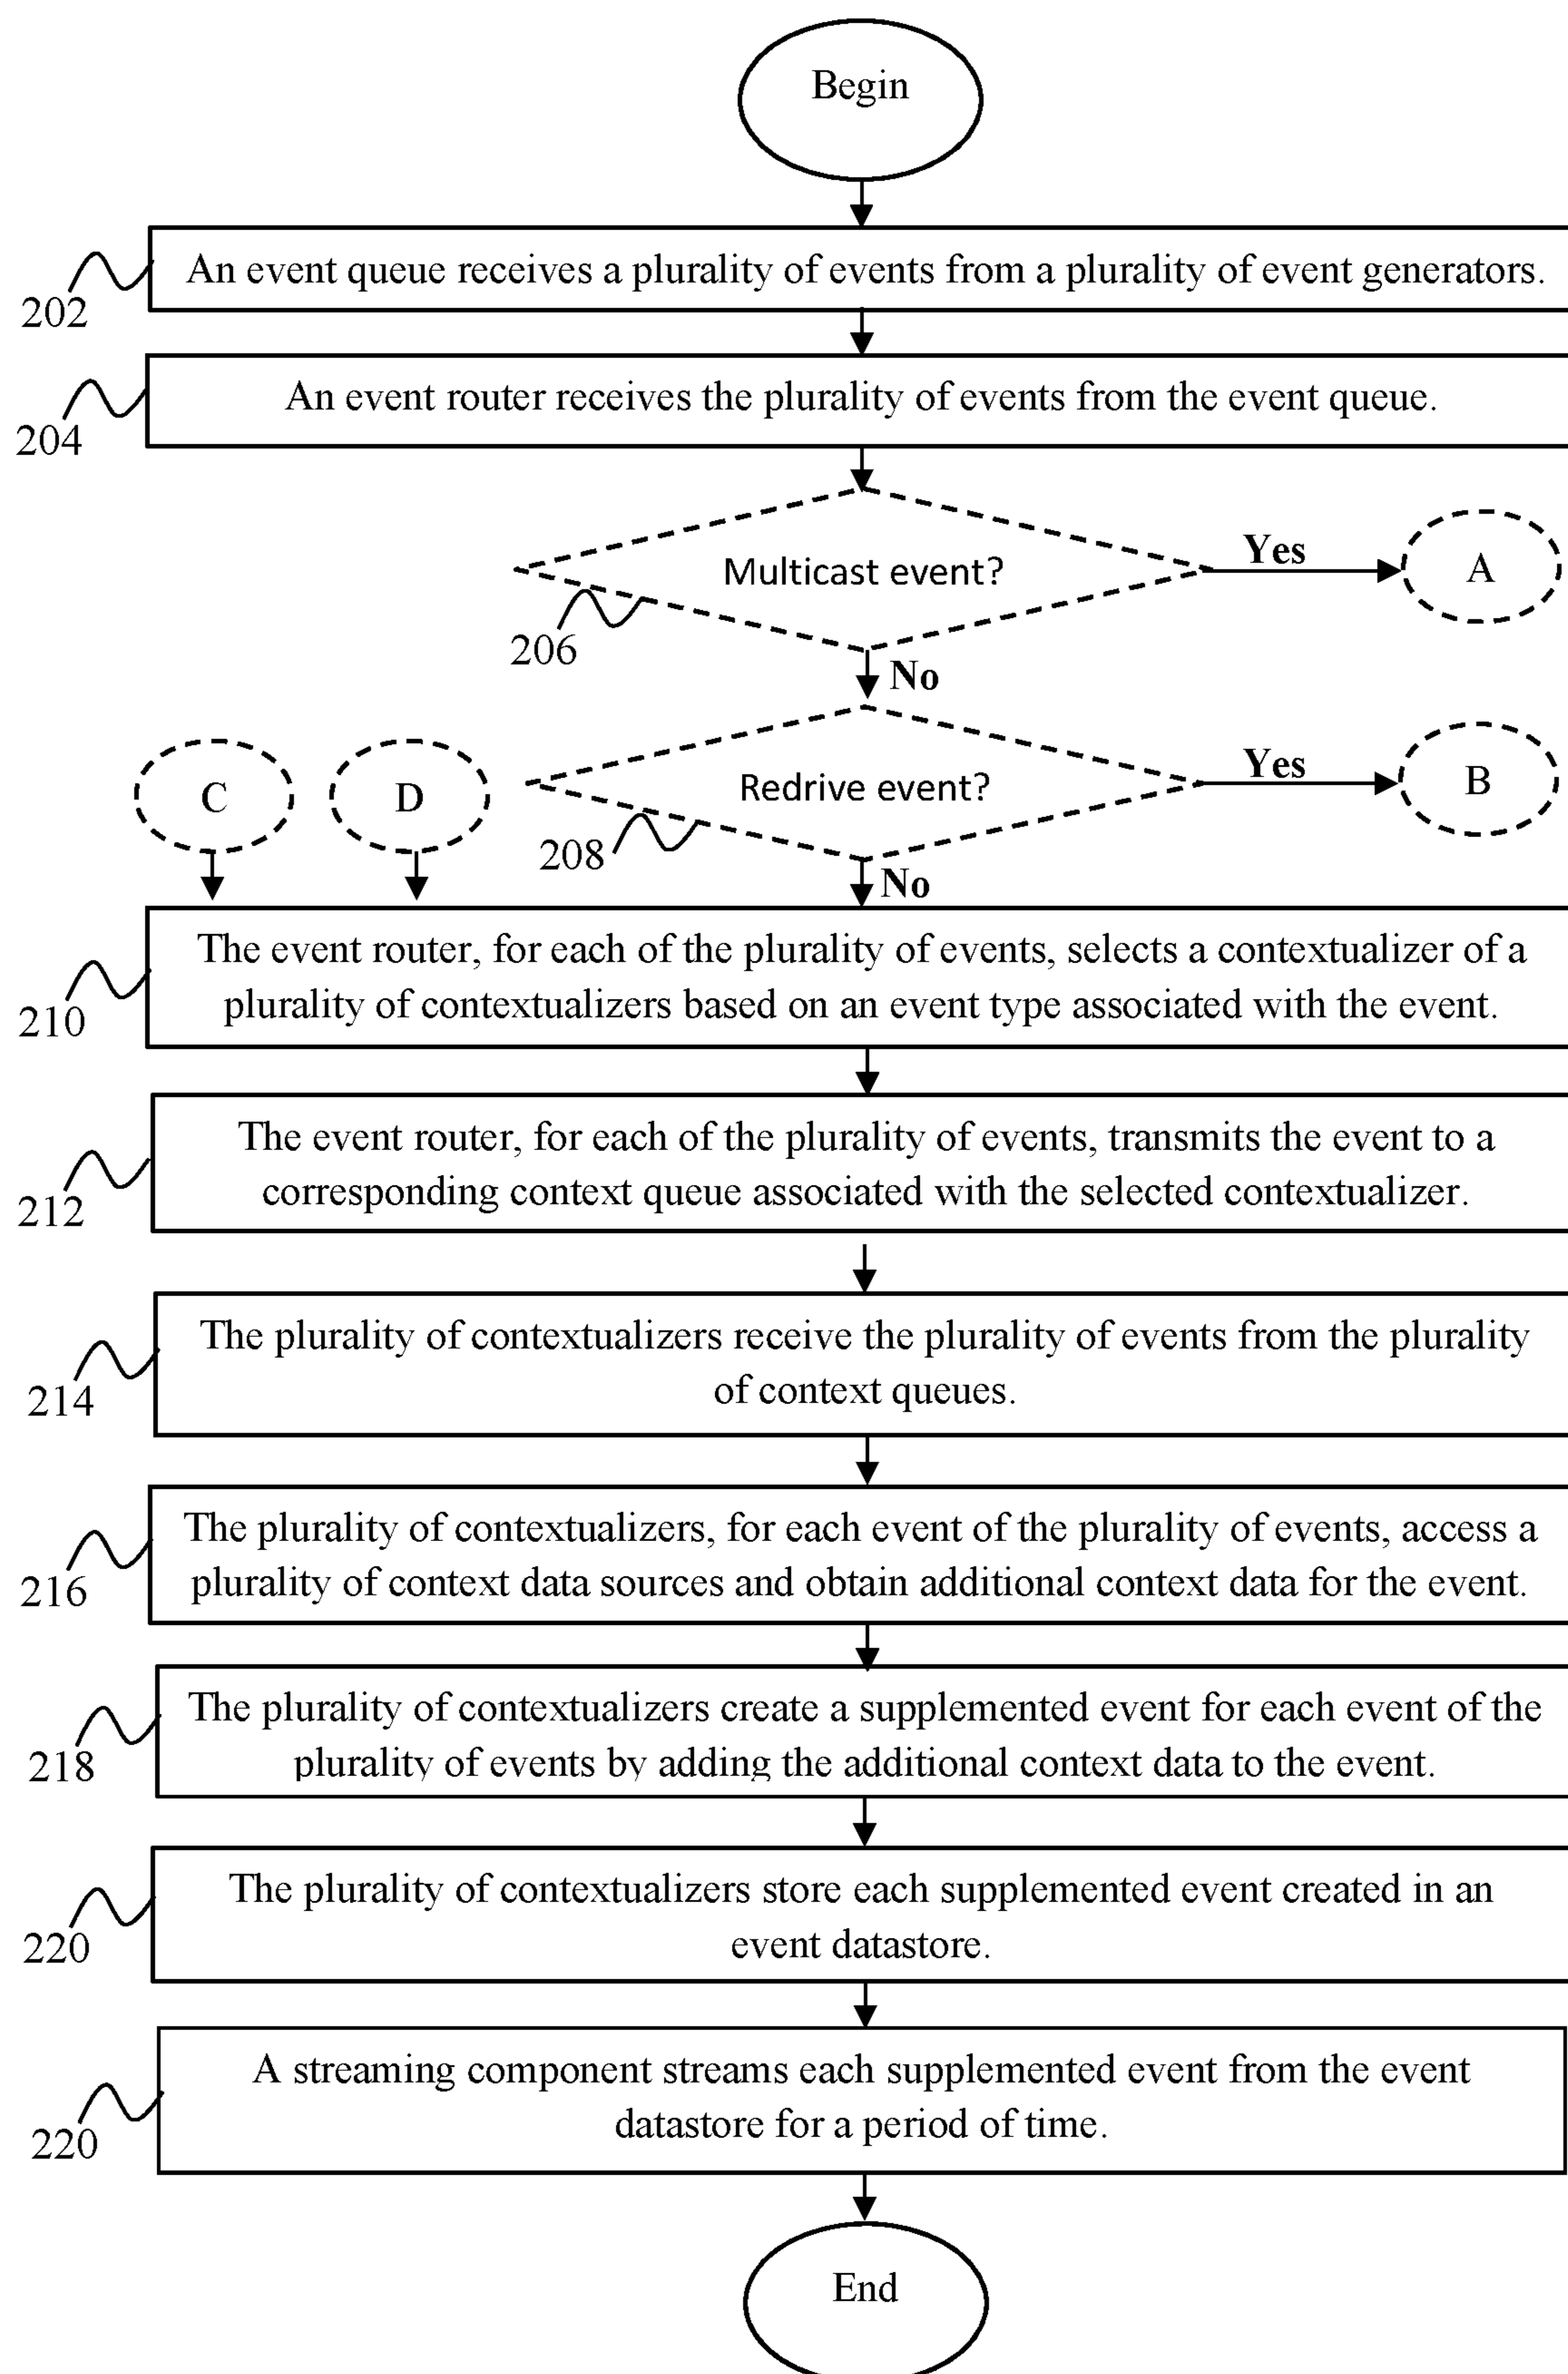 Begin
An event queue receives a plurality of events from a plurality of event generators.
202
An event router receives the plurality of events from the event queue.
204
Multicast event?
Yes
A
206
No
C
D
Redrive event?
Yes
B
208
No
The event router, for each of the plurality of events, selects a contextualizer of a
plurality of contextualizers based on an event type associated with the event.
210
The event router, for each of the plurality of events, transmits the event to a
corresponding context queue associated with the selected contextualizer.
212
The plurality of contextualizers receive the plurality of events from the plurality
of context queues.
214
The plurality of contextualizers, for each event of the plurality of events, access a
plurality of context data sources and obtain additional context data for the event.
216
The plurality of contextualizers create a supplemented event for each event of the
plurality of events by adding the additional context data to the event.
218
The plurality of contextualizers store each supplemented event created in an
event datastore.
220
A streaming component streams each supplemented event from the event
datastore for a period of time.
220
End